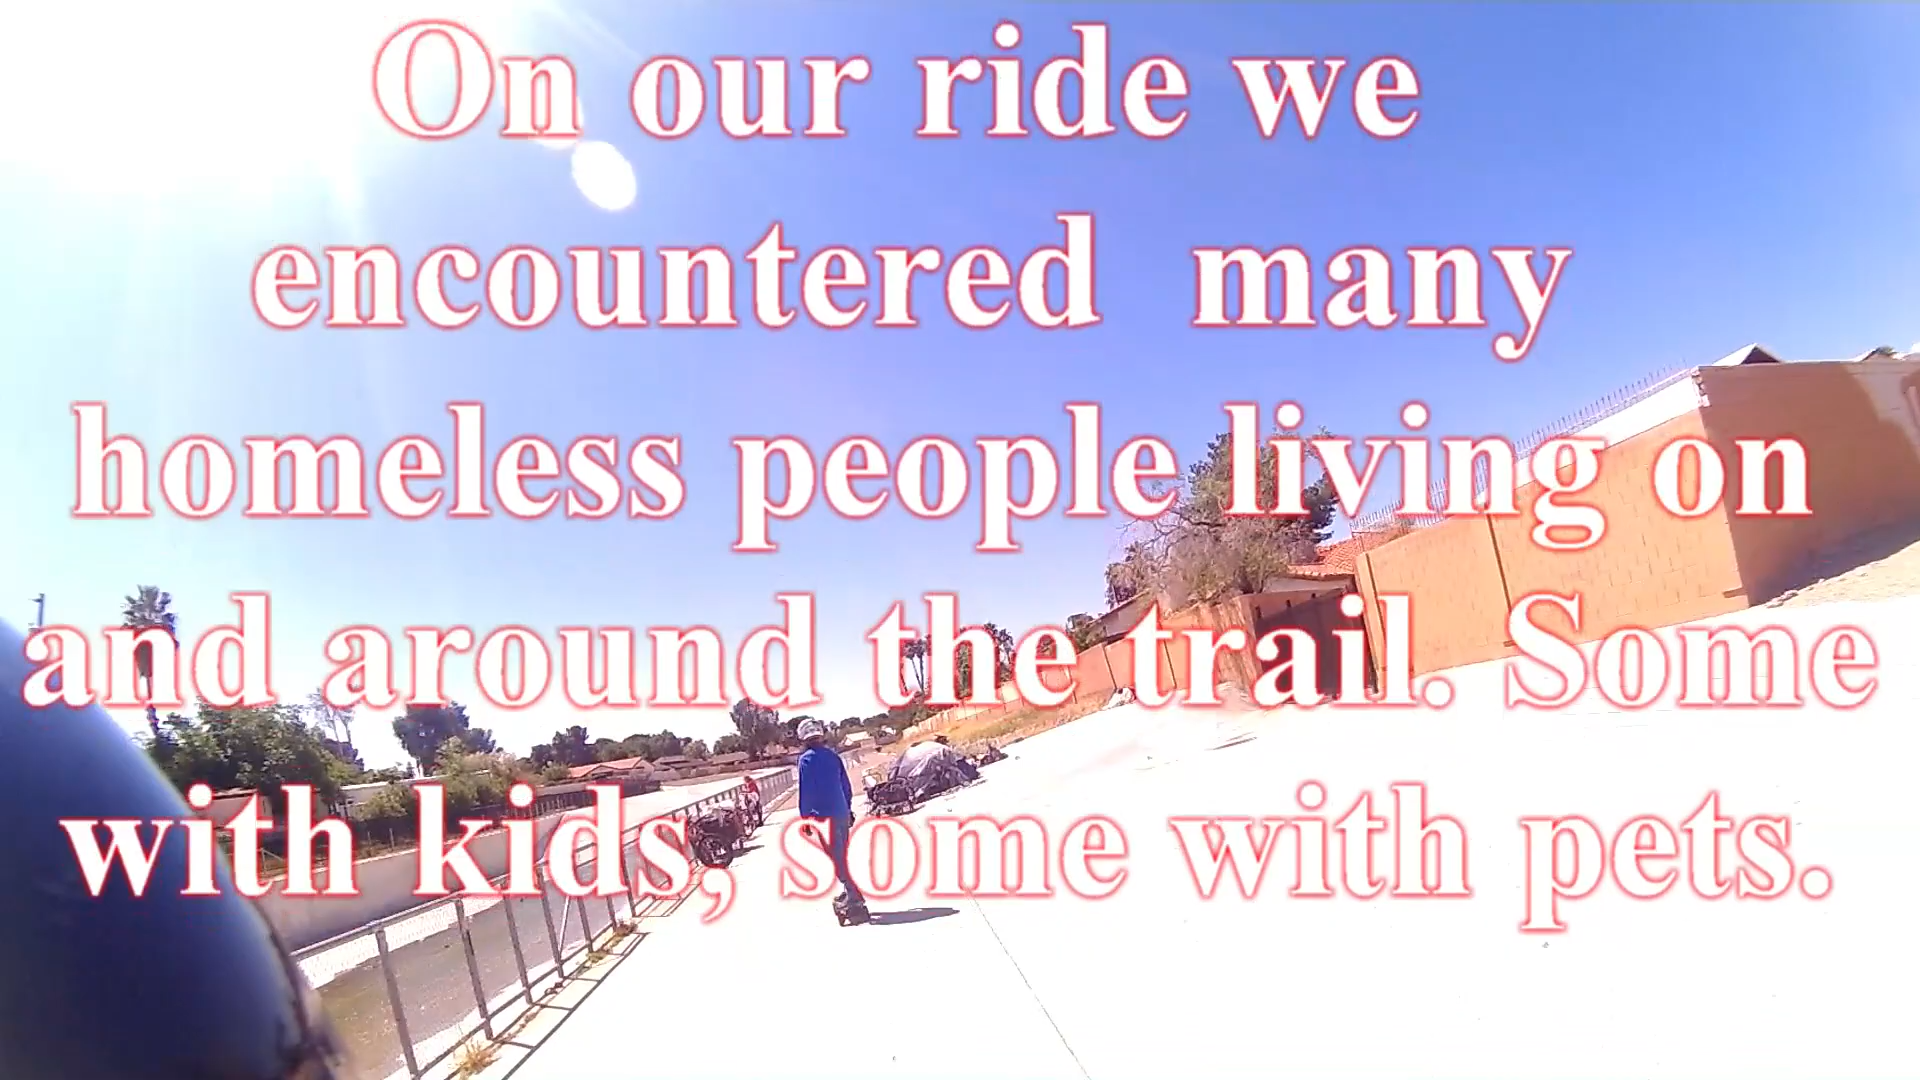 On our ride we
encountered  many
homeless people living on
and around the trail. Some
with kids, some with pets.